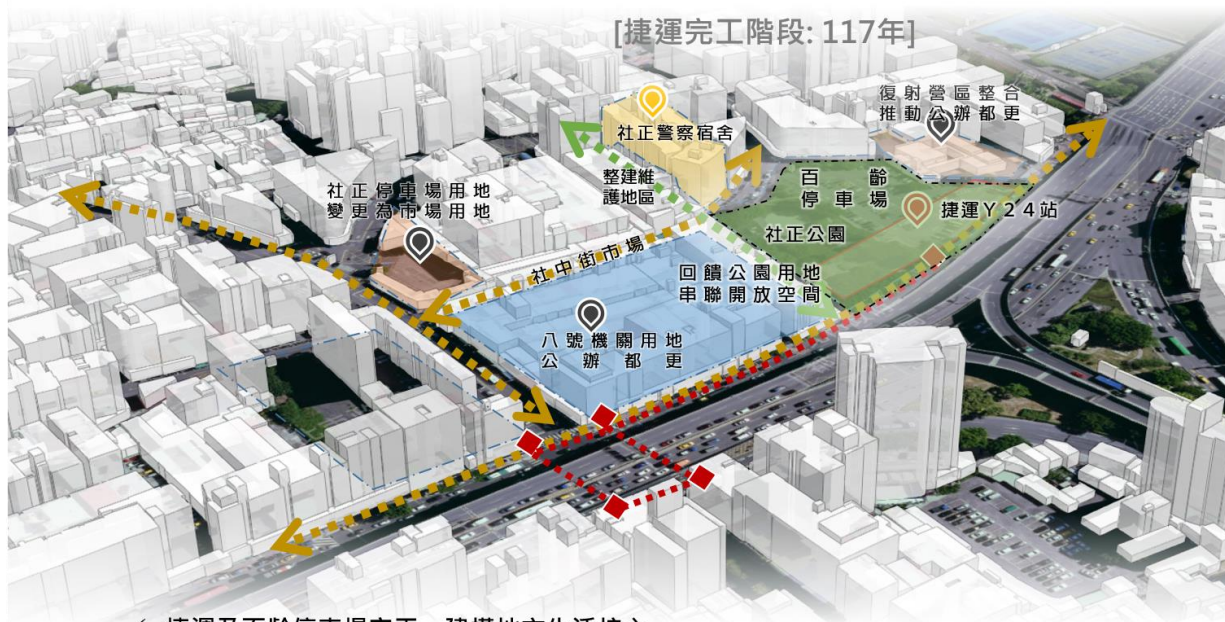 [捷運完工階段: 117年]
復射營區整合
推動公辦都更
社正警察宿舍
整建維
護地區
百齡
停車場
捷運Y24站
社正公園
社正停車場用地
變更為市場用地
社中街市場
回饋公園用地
串聯開放空間
八號機關用地
公辦都更